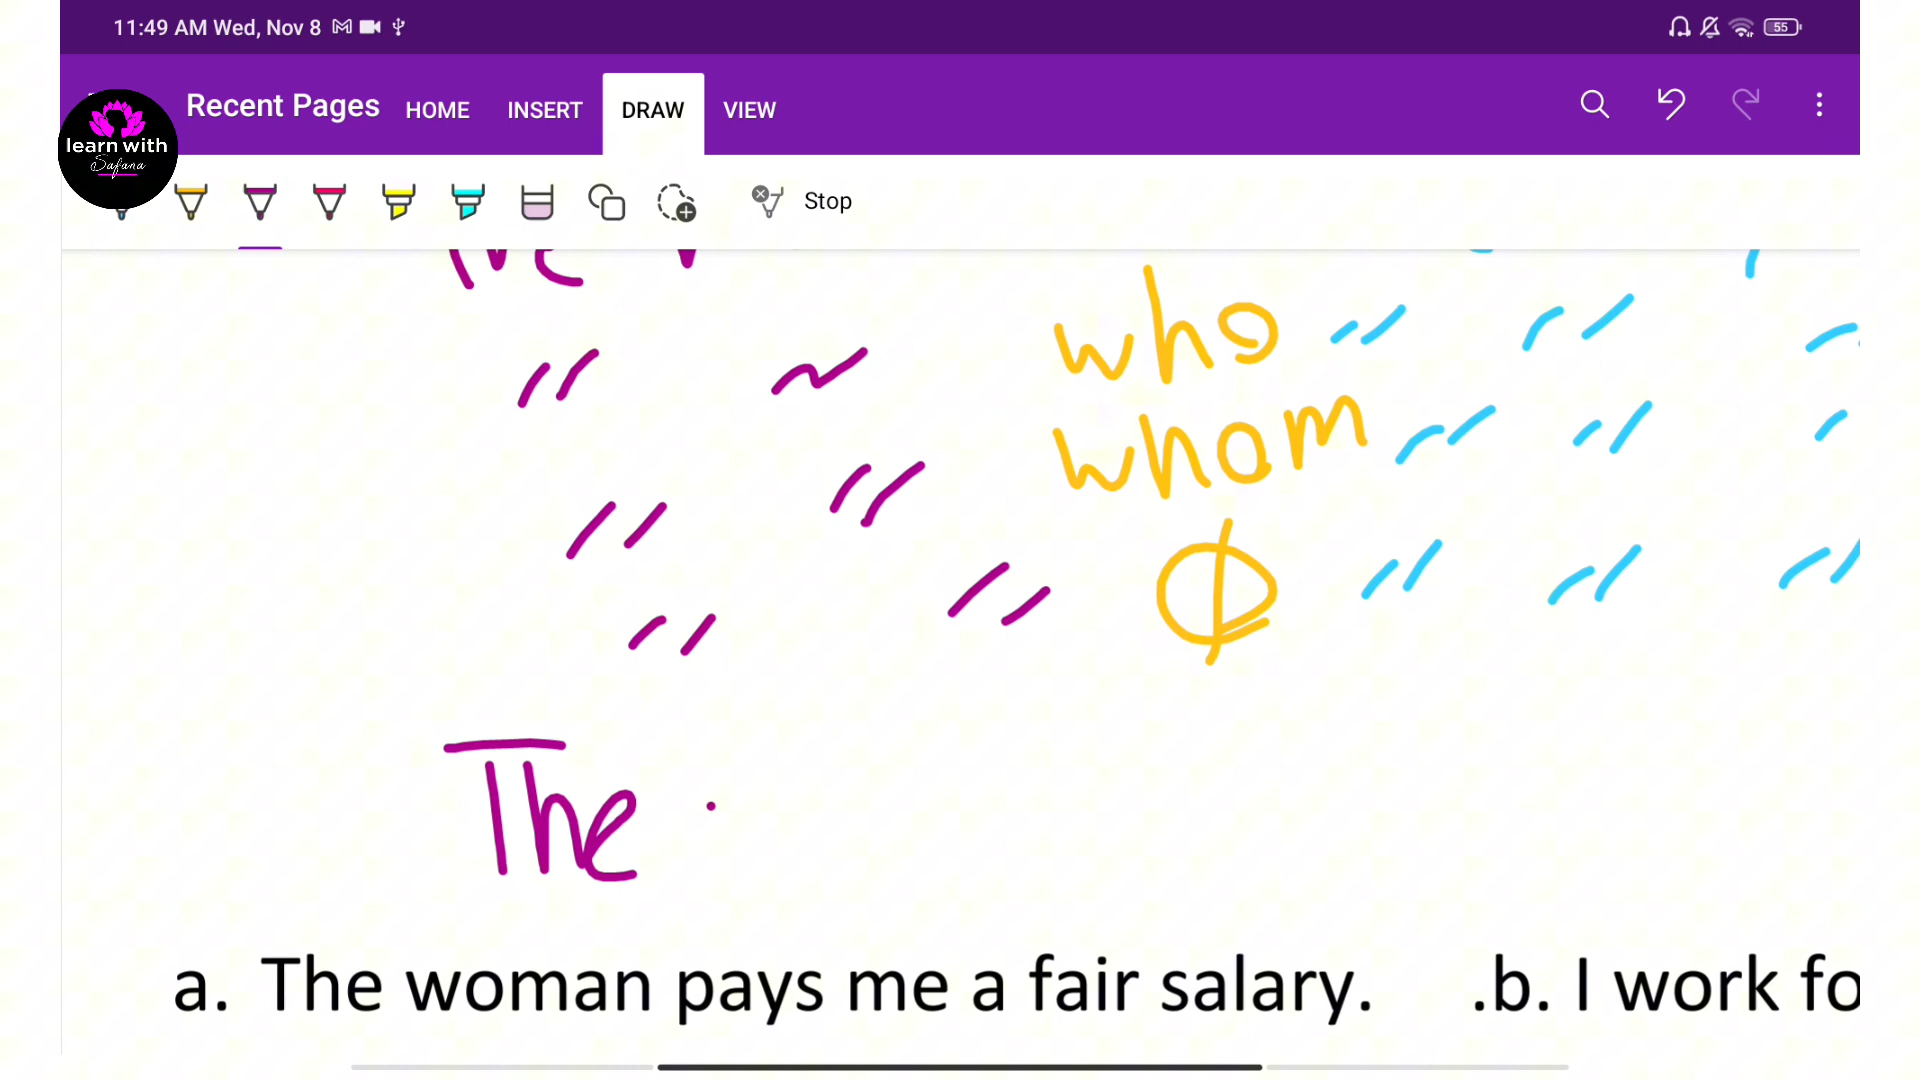 11:49 AM Wed, Nov 8
55
Recent Pages HOME INSERT DRAW VIEW
learn with
Safana
Stop
who " " "
whom " " "
" "
The
a. The woman pays me a fair salary. .b. I work fo